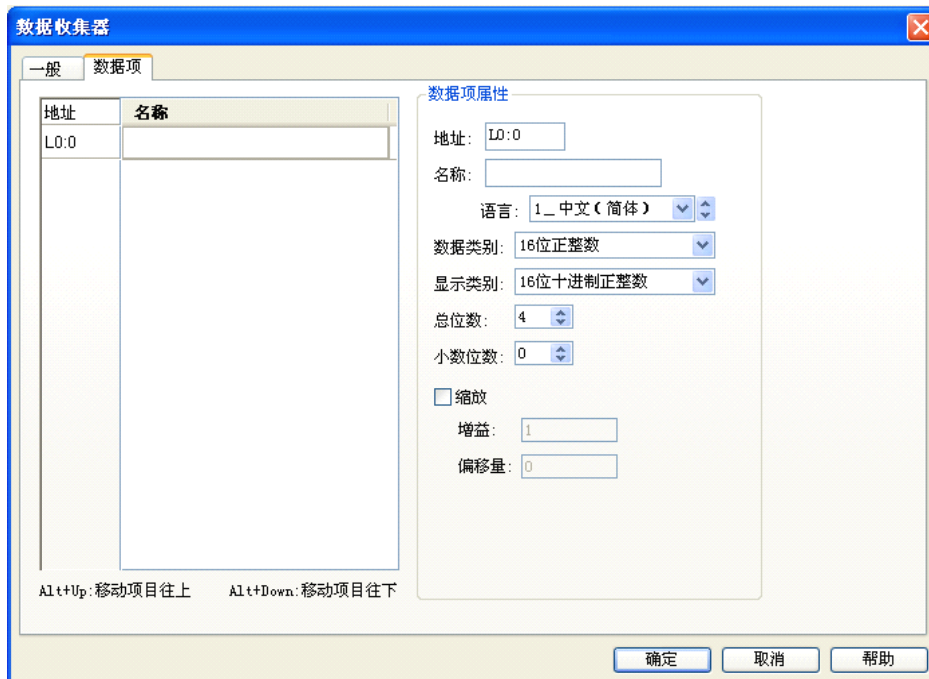 数据收集器
一般 数据项
地址 名称
L0:0
数据项属性
地址: L0:0
名称:
语言: 1_中文(简体)
数据类别: 16位正整数
显示类别: 16位十进制正整数
总位数: 4
小数位数: 0
缩放
增益: 1
偏移量: 0
Alt+Up:移动项目往上 Alt+Down:移动项目往下
确定 取消 帮助